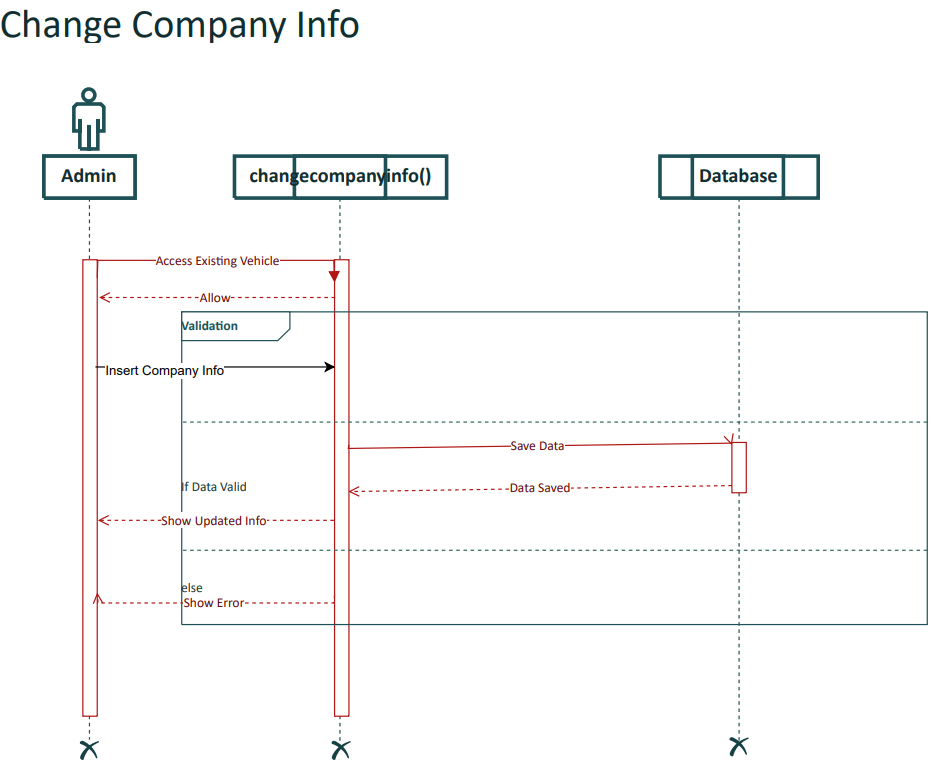 Change Company Info
Admin
changecompanyinfo()
Database
Access Existing Vehicle
Allow
Validation
Insert Company Info
Save Data
If Data Valid
Data Saved
Show Updated Info
else
Show Error